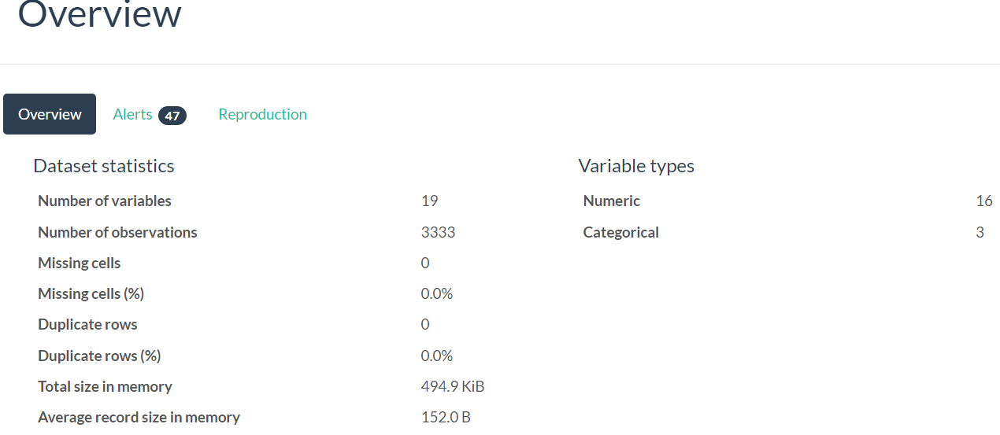 Overview
Overview Alerts 47 Reproduction
Dataset statistics
Number of variables 19
Number of observations 3333
Missing cells 0
Missing cells (%) 0.0%
Duplicate rows 0
Duplicate rows (%) 0.0%
Total size in memory 494.9 KiB
Average record size in memory 152.0 B
Variable types
Numeric 16
Categorical 3